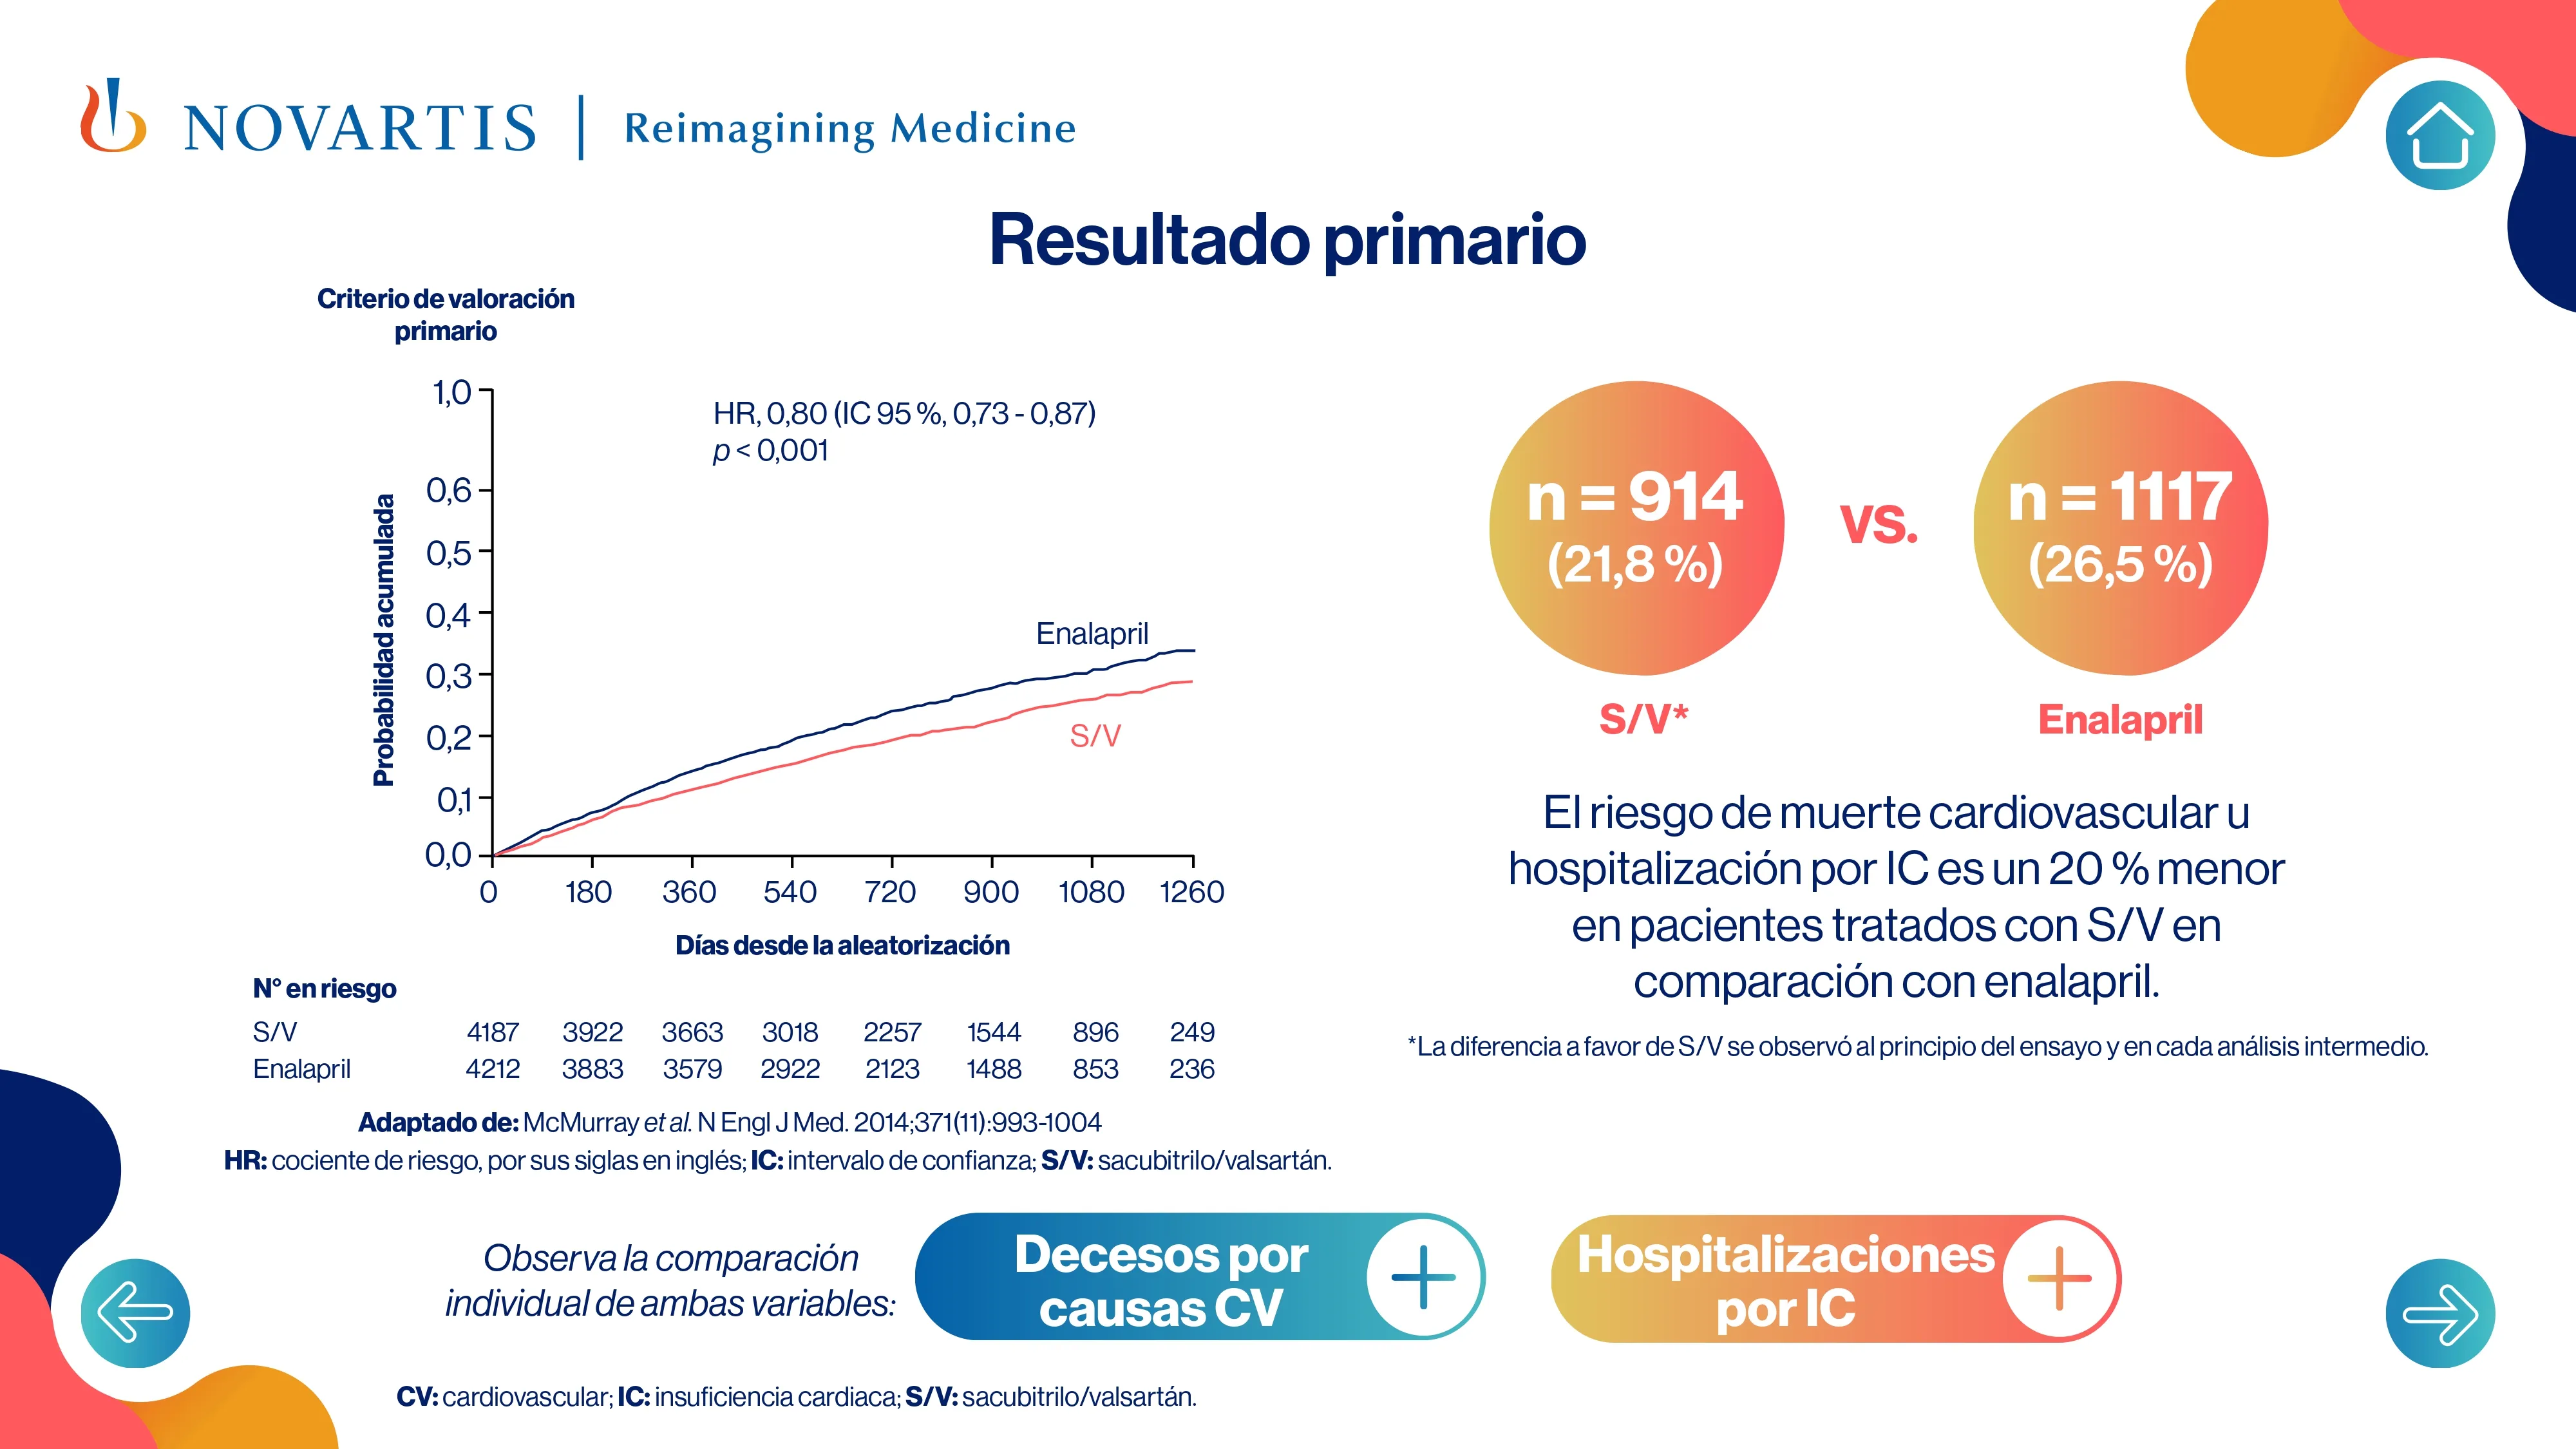 NOVARTIS | Reimagining Medicine
Resultado primario
Criterio de valoración
primario
HR, 0,80 (IC 95 %, 0,73 - 0,87)
p < 0,001
Probabilidad acumulada
1,0
0,6
0,5
0,4
0,3
0,2
0,1
0,0
Enalapril
S/V
0 180 360 540 720 900 1080 1260
Días desde la aleatorización
N° en riesgo
S/V 4187 3922 3663 3018 2257 1544 896 249
Enalapril 4212 3883 3579 2922 2123 1488 853 236
Adaptado de: McMurray et al. N Engl J Med. 2014;371(11):993-1004
HR: cociente de riesgo, por sus siglas en inglés; IC: intervalo de confianza; S/V: sacubitrilo/valsartán.
n = 914
(21,8 %)
S/V*
VS.
n = 1117
(26,5 %)
Enalapril
El riesgo de muerte cardiovascular u
hospitalización por IC es un 20 % menor
en pacientes tratados con S/V en
comparación con enalapril.
*La diferencia a favor de S/V se observó al principio del ensayo y en cada análisis intermedio.
Observa la comparación
individual de ambas variables:
Decesos por
causas CV
Hospitalizaciones
por IC
CV: cardiovascular; IC: insuficiencia cardiaca; S/V: sacubitrilo/valsartán.